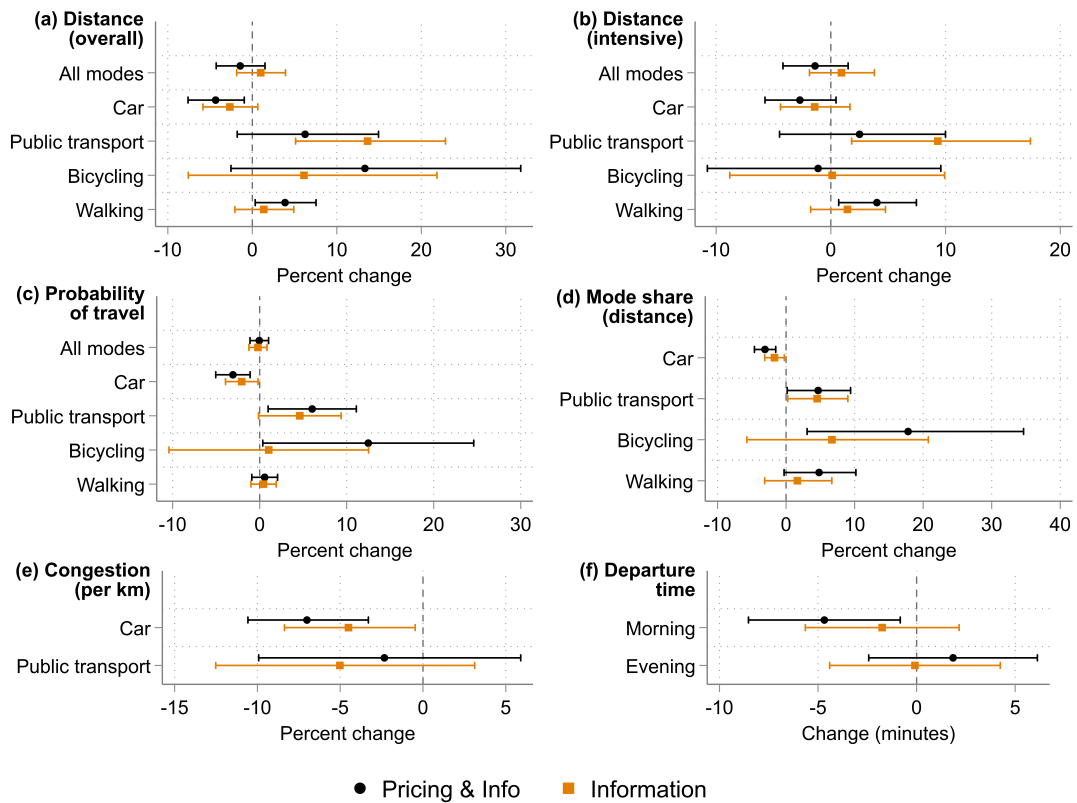 (a) Distance
(overall)
All modes
Car
Public transport
Bicycling
Walking
-10 0 10 20 30
Percent change
(b) Distance
(intensive)
All modes
Car
Public transport
Bicycling
Walking
-10 0 10 20
Percent change
(c) Probability
of travel
All modes
Car
Public transport
Bicycling
Walking
-10 0 10 20 30
Percent change
(d) Mode share
(distance)
Car
Public transport
Bicycling
Walking
-10 0 10 20 30 40
Percent change
(e) Congestion
(per km)
Car
Public transport
-15 -10 -5 0 5
Percent change
(f) Departure
time
Morning
Evening
-10 -5 0 5
Change (minutes)
Pricing & Info Information